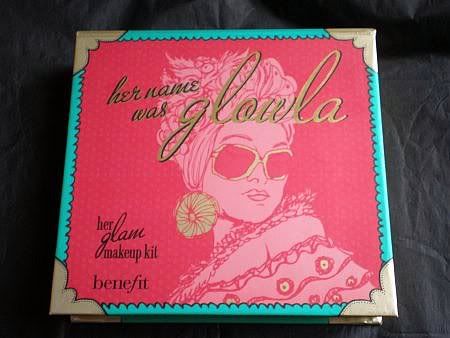 her name
was glowla
her
glam
makeup kit
benefit